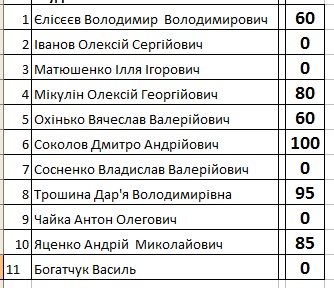 1 Єлісєєв Володимир Володимирович 60
2 Іванов Олексій Сергійович 0
3 Матюшенко Ілля Ігорович 0
4 Мікулін Олексій Георгійович 80
5 Охінько Вячеслав Валерійович 60
6 Соколов Дмитро Андрійович 100
7 Сосненко Владислав Валерійович 0
8 Трошина Дар'я Володимирівна 95
9 Чайка Антон Олегович 0
10 Яценко Андрій Миколайович 85
11 Богатчук Василь 0